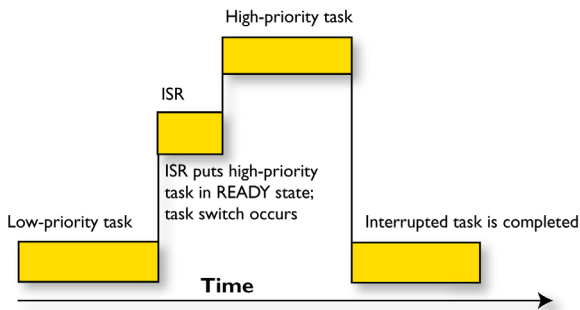 High-priority task
ISR
ISR puts high-priority
task in READY state;
task switch occurs
Low-priority task
Interrupted task is completed
Time